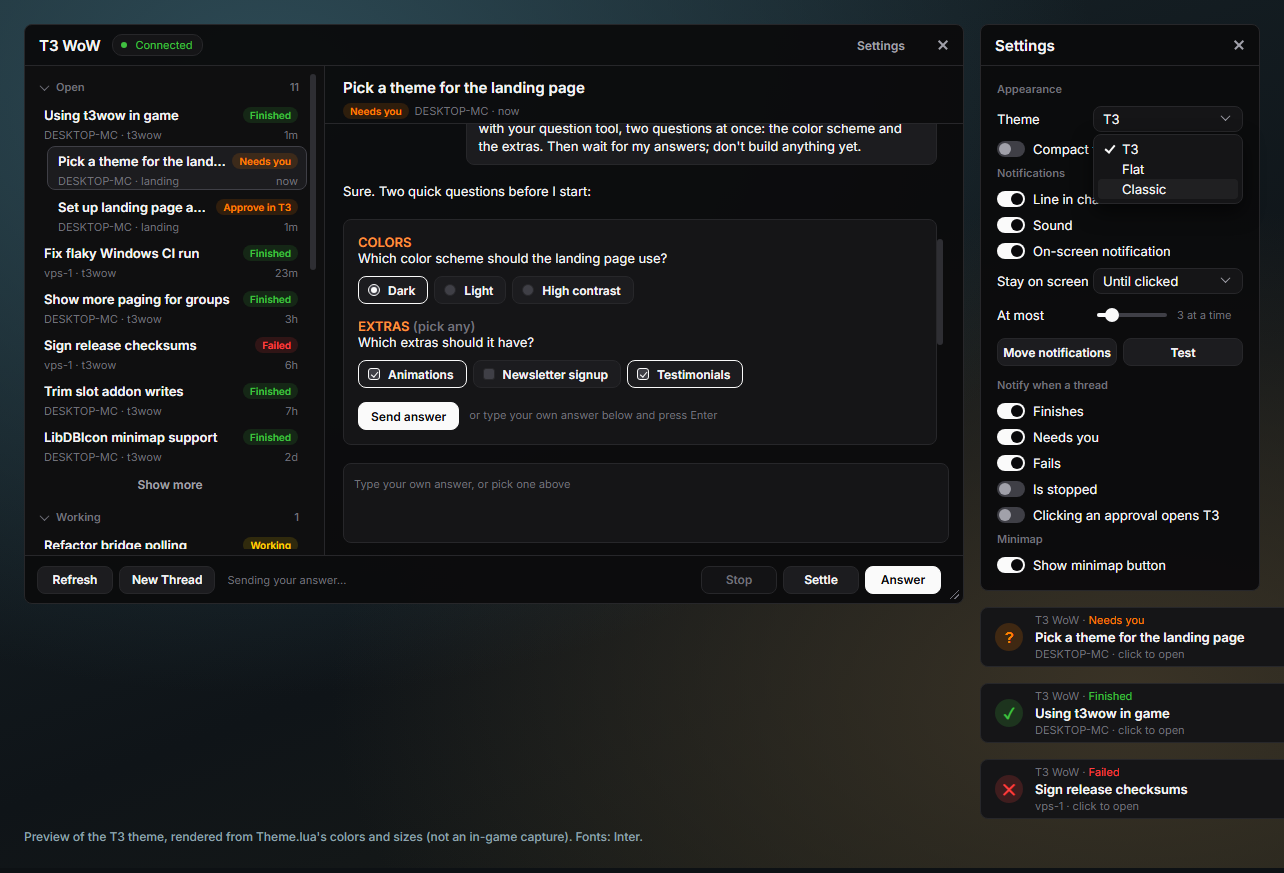 T3 WoW
Connected
Settings
Open 11
Using t3wow in game Finished
DESKTOP-MC · t3wow 1m
Pick a theme for the land... Needs you
DESKTOP-MC · landing now
Set up landing page a... Approve in T3
DESKTOP-MC · landing 1m
Fix flaky Windows CI run Finished
vps-1 · t3wow 23m
Show more paging for groups Finished
DESKTOP-MC · t3wow 3h
Sign release checksums Failed
vps-1 · t3wow 6h
Trim slot addon writes Finished
DESKTOP-MC · t3wow 7h
LibDBIcon minimap support Finished
DESKTOP-MC · t3wow 2d
Show more
Working 1
Refactor bridge polling Working
Pick a theme for the landing page
Needs you DESKTOP-MC · now
with your question tool, two questions at once: the color scheme and
the extras. Then wait for my answers; don't build anything yet.
Sure. Two quick questions before I start:
COLORS
Which color scheme should the landing page use?
Dark Light High contrast
EXTRAS (pick any)
Which extras should it have?
Animations Newsletter signup Testimonials
Send answer or type your own answer below and press Enter
Type your own answer, or pick one above
Refresh New Thread Sending your answer... Stop Settle Answer
Settings
Appearance
Theme T3
Compact
T3
Flat
Classic
Notifications
Line in cha
Sound
On-screen notification
Stay on screen Until clicked
At most 3 at a time
Move notifications Test
Notify when a thread
Finishes
Needs you
Fails
Is stopped
Clicking an approval opens T3
Minimap
Show minimap button
T3 WoW · Needs you
? Pick a theme for the landing page
DESKTOP-MC · click to open
T3 WoW · Finished
Using t3wow in game
DESKTOP-MC · click to open
T3 WoW · Failed
Sign release checksums
vps-1 · click to open
Preview of the T3 theme, rendered from Theme.lua's colors and sizes (not an in-game capture). Fonts: Inter.